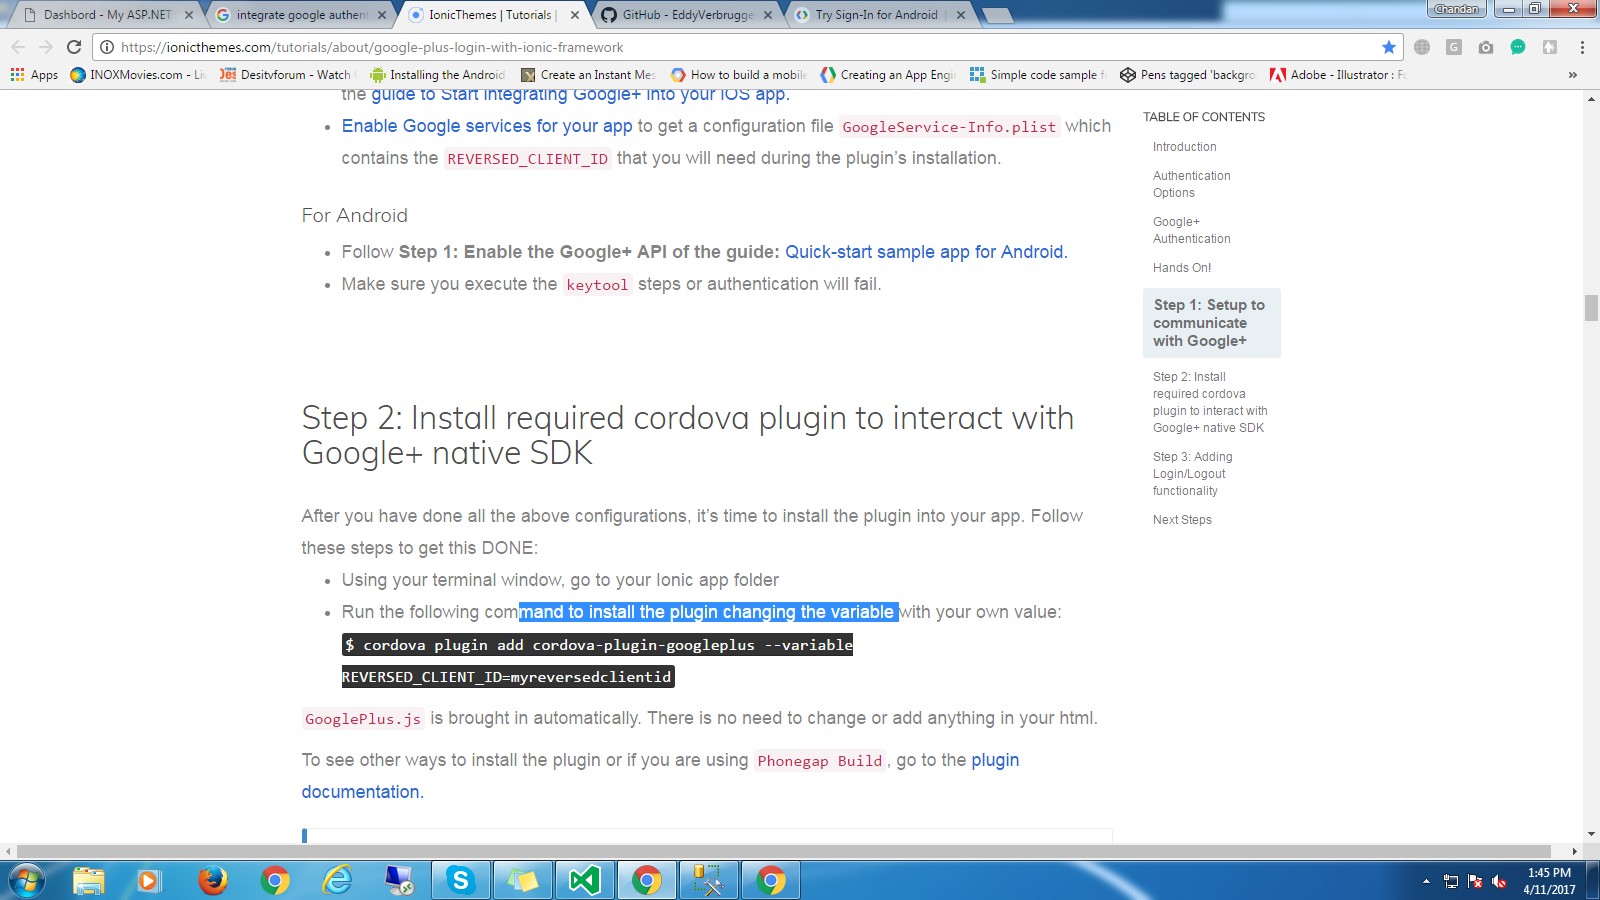 Dashbord - My ASP.NET
integrate google authent
IonicThemes | Tutorials |
GitHub - EddyVerbrugge
Try Sign-In for Android
Chandan
https://ionicthemes.com/tutorials/about/google-plus-login-with-ionic-framework
Apps
INOXMovies.com - Li
Desitvforum - Watch
Installing the Android
Create an Instant Mes
How to build a mobile
Creating an App Engi
Simple code sample f
Pens tagged 'backgro
Adobe - Illustrator : Fo
the guide to Start integrating Google+ into your iOS app.
• Enable Google services for your app to get a configuration file GoogleService-Info.plist which
contains the REVERSED_CLIENT_ID that you will need during the plugin’s installation.
For Android
• Follow Step 1: Enable the Google+ API of the guide: Quick-start sample app for Android.
• Make sure you execute the keytool steps or authentication will fail.
Step 2: Install required cordova plugin to interact with
Google+ native SDK
After you have done all the above configurations, it’s time to install the plugin into your app. Follow
these steps to get this DONE:
• Using your terminal window, go to your Ionic app folder
• Run the following command to install the plugin changing the variable with your own value:
$ cordova plugin add cordova-plugin-googleplus --variable
REVERSED_CLIENT_ID=myreversedclientid
GooglePlus.js is brought in automatically. There is no need to change or add anything in your html.
To see other ways to install the plugin or if you are using Phonegap Build, go to the plugin
documentation.
TABLE OF CONTENTS
Introduction
Authentication
Options
Google+
Authentication
Hands On!
Step 1: Setup to
communicate
with Google+
Step 2: Install
required cordova
plugin to interact with
Google+ native SDK
Step 3: Adding
Login/Logout
functionality
Next Steps
1:45 PM
4/11/2017